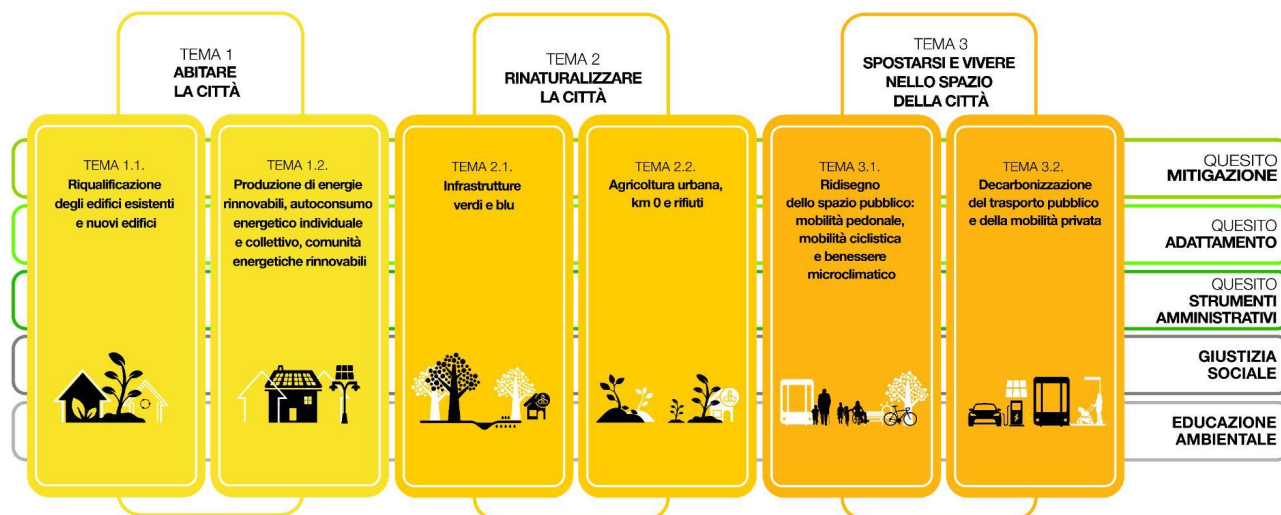 TEMA 1
ABITARE
LA CITTÀ
TEMA 2
RINATURALIZZARE
LA CITTÀ
TEMA 3
SPOSTARSI E VIVERE
NELLO SPAZIO
DELLA CITTÀ
TEMA 1.1.
Riqualificazione
degli edifici esistenti
e nuovi edifici
TEMA 1.2.
Produzione di energie
rinnovabili, autoconsumo
energetico individuale
e collettivo, comunità
energetiche rinnovabili
TEMA 2.1.
Infrastrutture
verdi e blu
TEMA 2.2.
Agricoltura urbana,
km 0 e rifiuti
TEMA 3.1.
Ridisegno
dello spazio pubblico:
mobilità pedonale,
mobilità ciclistica
e benessere
microclimatico
TEMA 3.2.
Decarbonizzazione
del trasporto pubblico
e della mobilità privata
QUESITO
MITIGAZIONE
QUESITO
ADATTAMENTO
QUESITO
STRUMENTI
AMMINISTRATIVI
GIUSTIZIA
SOCIALE
EDUCAZIONE
AMBIENTALE